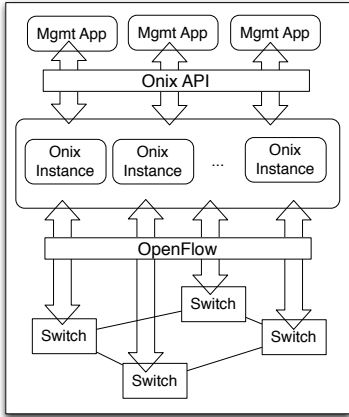 Mgmt App Mgmt App Mgmt App
Onix API
Onix Instance
Onix Instance
...
Onix Instance
OpenFlow
Switch
Switch
Switch
Switch